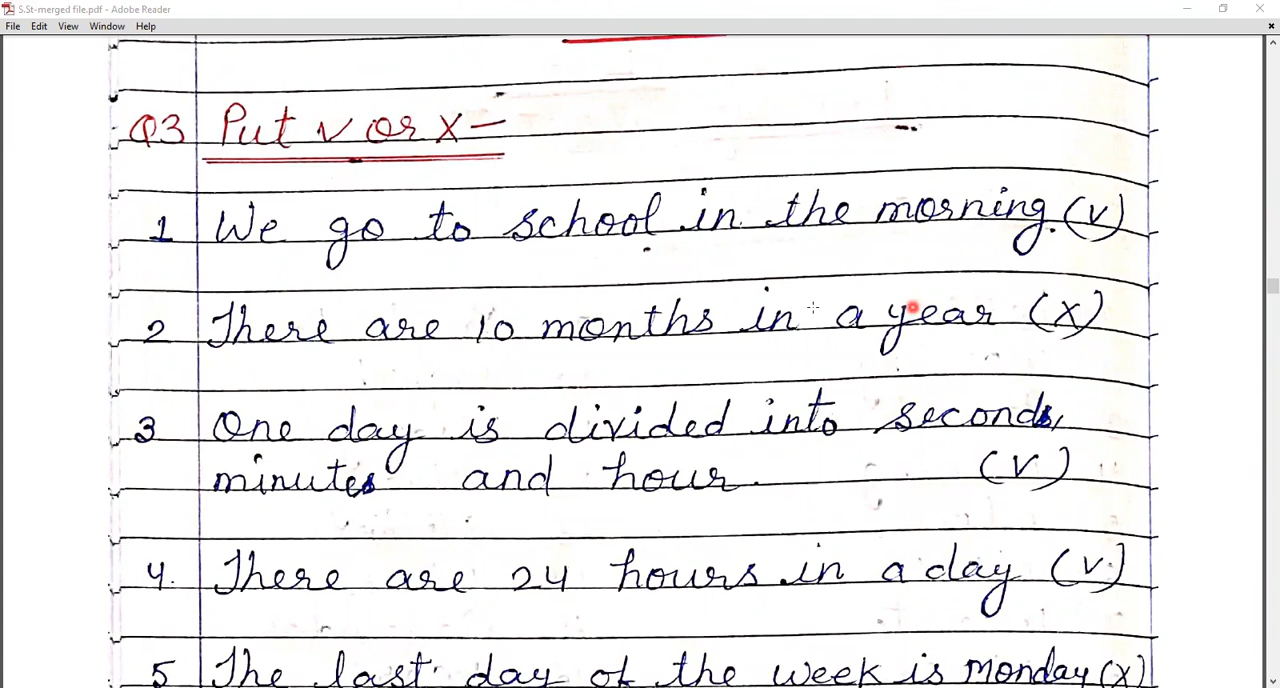 S.St-merged file.pdf - Adobe Reader
File Edit View Window Help
Q3 Put √ or X -
1 We go to school in the morning. (√)
2 There are 10 months in a year (X)
3 One day is divided into seconds,
minutes and hour. (√)
4. There are 24 hours in a day (√)
5 The last day of the week is monday (X)